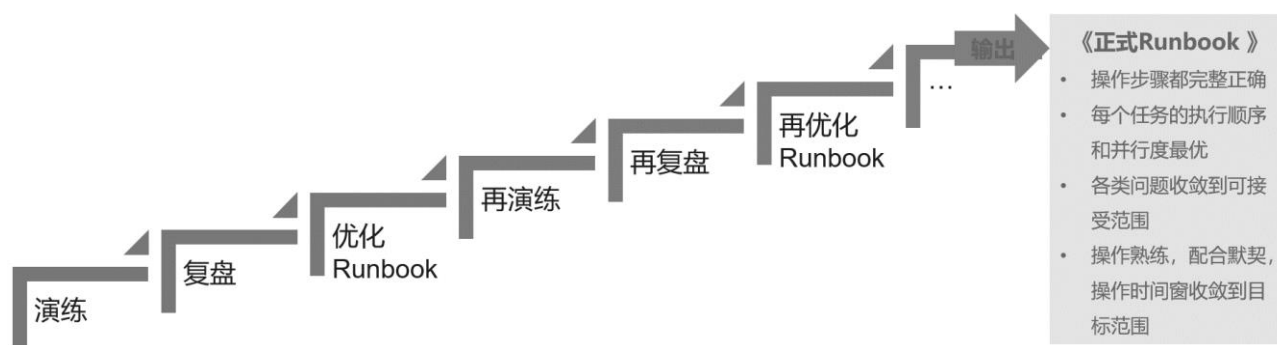 演练
复盘
优化
Runbook
再演练
再复盘
再优化
Runbook
…
输出
《正式Runbook 》
• 操作步骤都完整正确
• 每个任务的执行顺序
和并行度最优
• 各类问题收敛到可接
受范围
• 操作熟练，配合默契，
操作时间窗收敛到目
标范围